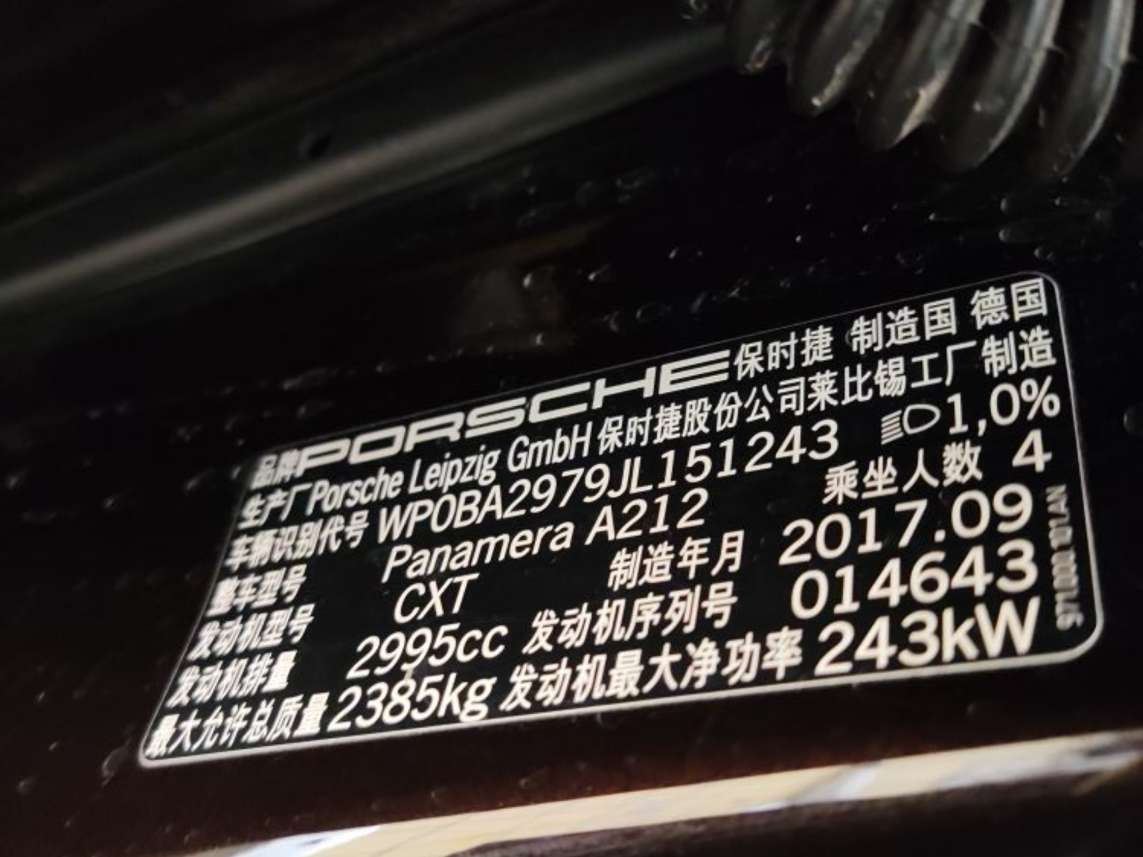 品牌PORSCHE保时捷 制造国 德国
生产厂Porsche Leipzig GmbH保时捷股份公司莱比锡工厂制造
车辆识别代号 WP0BA2979JL151243 1,0%
整车型号 Panamera A212 乘坐人数 4
发动机型号 CXT 制造年月 2017.09
发动机排量 2995cc 发动机序列号 014643
最大允许总质量 2385kg 发动机最大净功率 243kW